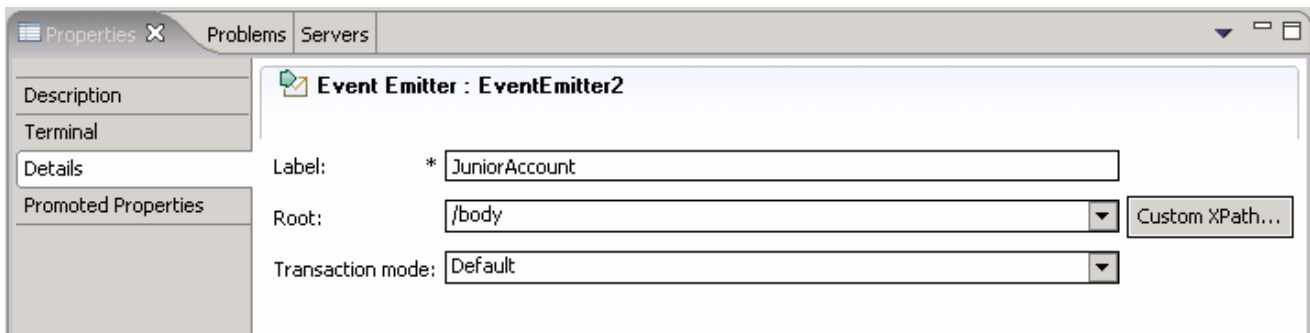 Properties Problems Servers
Description
Terminal
Details
Promoted Properties
Event Emitter : EventEmitter2
Label: * JuniorAccount
Root: /body Custom XPath...
Transaction mode: Default